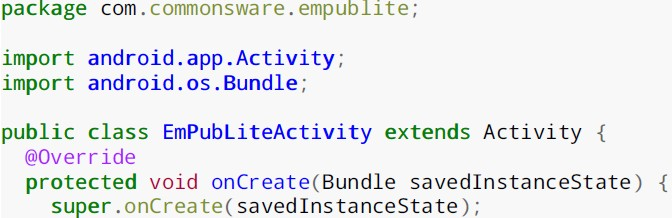 package com.commonsware.empublite;
import android.app.Activity;
import android.os.Bundle;
public class EmPubLiteActivity extends Activity {
@Override
protected void onCreate(Bundle savedInstanceState) {
super.onCreate(savedInstanceState);